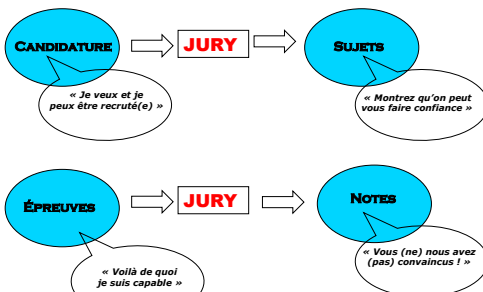 CANDIDATURE
JURY
SUJETS
« Je veux et je
peux être recruté(e) »
« Montrez qu'on peut
vous faire confiance »
ÉPREUVES
JURY
NOTES
« Voilà de quoi
je suis capable »
« Vous (ne) nous avez
(pas) convaincus ! »